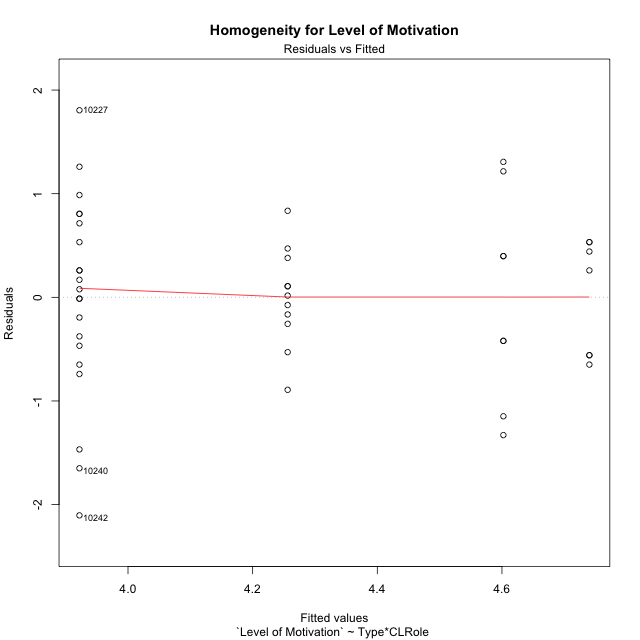 Homogeneity for Level of Motivation
Residuals vs Fitted
2
1
0
-1
-2
Residuals
10227
10240
10242
4.0 4.2 4.4 4.6
Fitted values
`Level of Motivation` ~ Type*CLRole